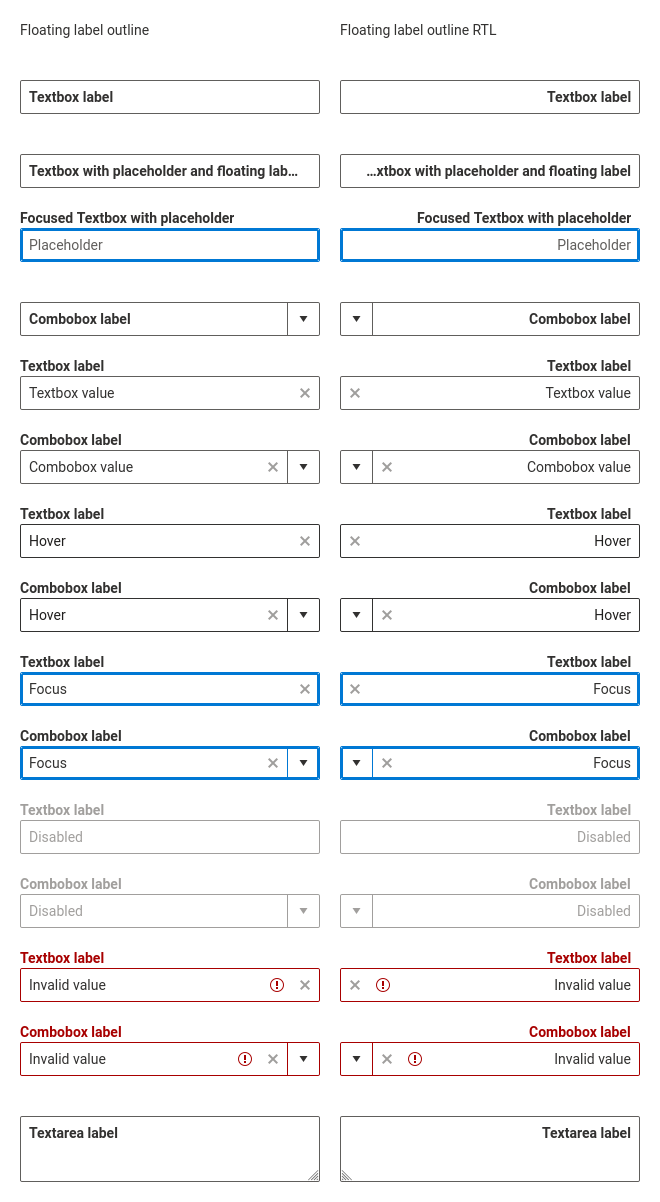 Floating label outline
Floating label outline RTL
Textbox label
Textbox label
Textbox with placeholder and floating lab...
...xtbox with placeholder and floating label
Focused Textbox with placeholder
Focused Textbox with placeholder
Placeholder
Placeholder
Combobox label
Combobox label
Textbox label
Textbox label
Textbox value
Textbox value
Combobox label
Combobox label
Combobox value
Combobox value
Textbox label
Textbox label
Hover
Hover
Combobox label
Combobox label
Hover
Hover
Textbox label
Textbox label
Focus
Focus
Combobox label
Combobox label
Focus
Focus
Textbox label
Textbox label
Disabled
Disabled
Combobox label
Combobox label
Disabled
Disabled
Textbox label
Textbox label
Invalid value
Invalid value
Combobox label
Combobox label
Invalid value
Invalid value
Textarea label
Textarea label